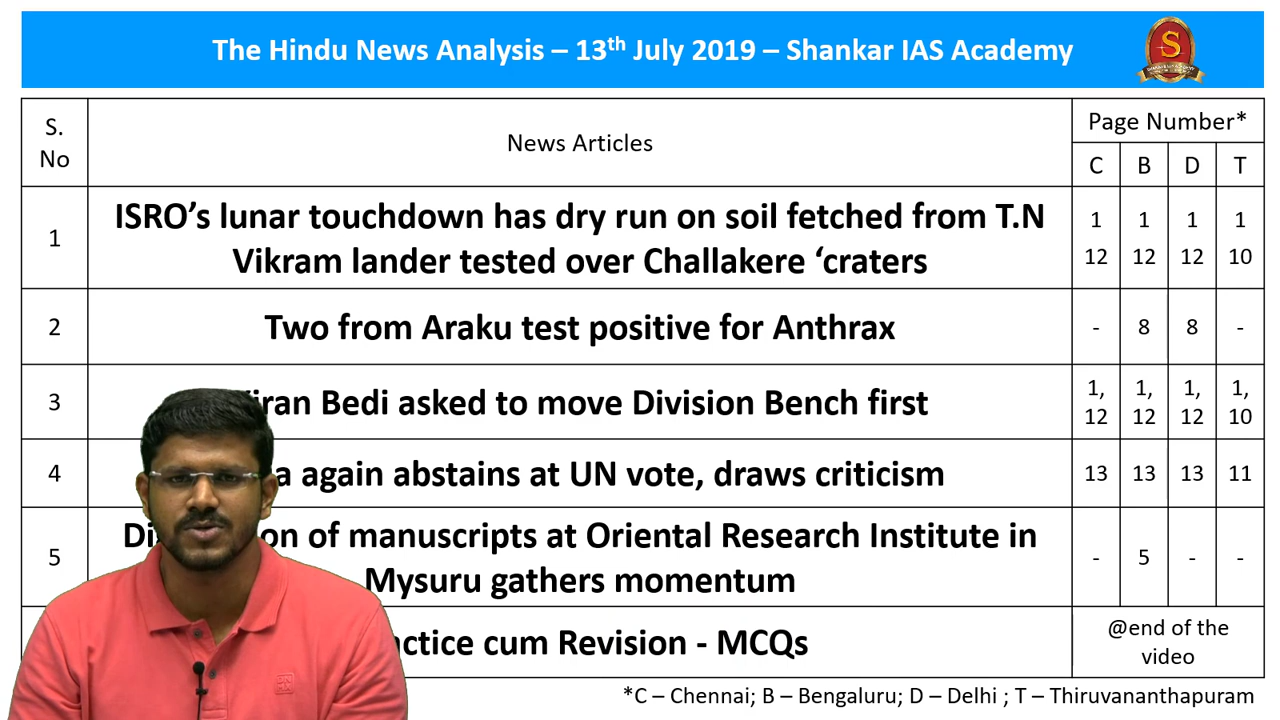 The Hindu News Analysis – 13th July 2019 – Shankar IAS Academy
S
S. No
News Articles
Page Number*
C B D T
1
ISRO’s lunar touchdown has dry run on soil fetched from T.N
1 1 1 1
Vikram lander tested over Challakere ‘craters
12 12 12 10
2 Two from Araku test positive for Anthrax - 8 8 -
3 Bedi asked to move Division Bench first 1, 12 1, 12 1, 12 1, 10
4 again abstains at UN vote, draws criticism 13 13 13 11
5
of manuscripts at Oriental Research Institute in
Mysuru gathers momentum
- 5 - -
cum Revision - MCQs
@end of the
video
*C – Chennai; B – Bengaluru; D – Delhi ; T – Thiruvananthapuram